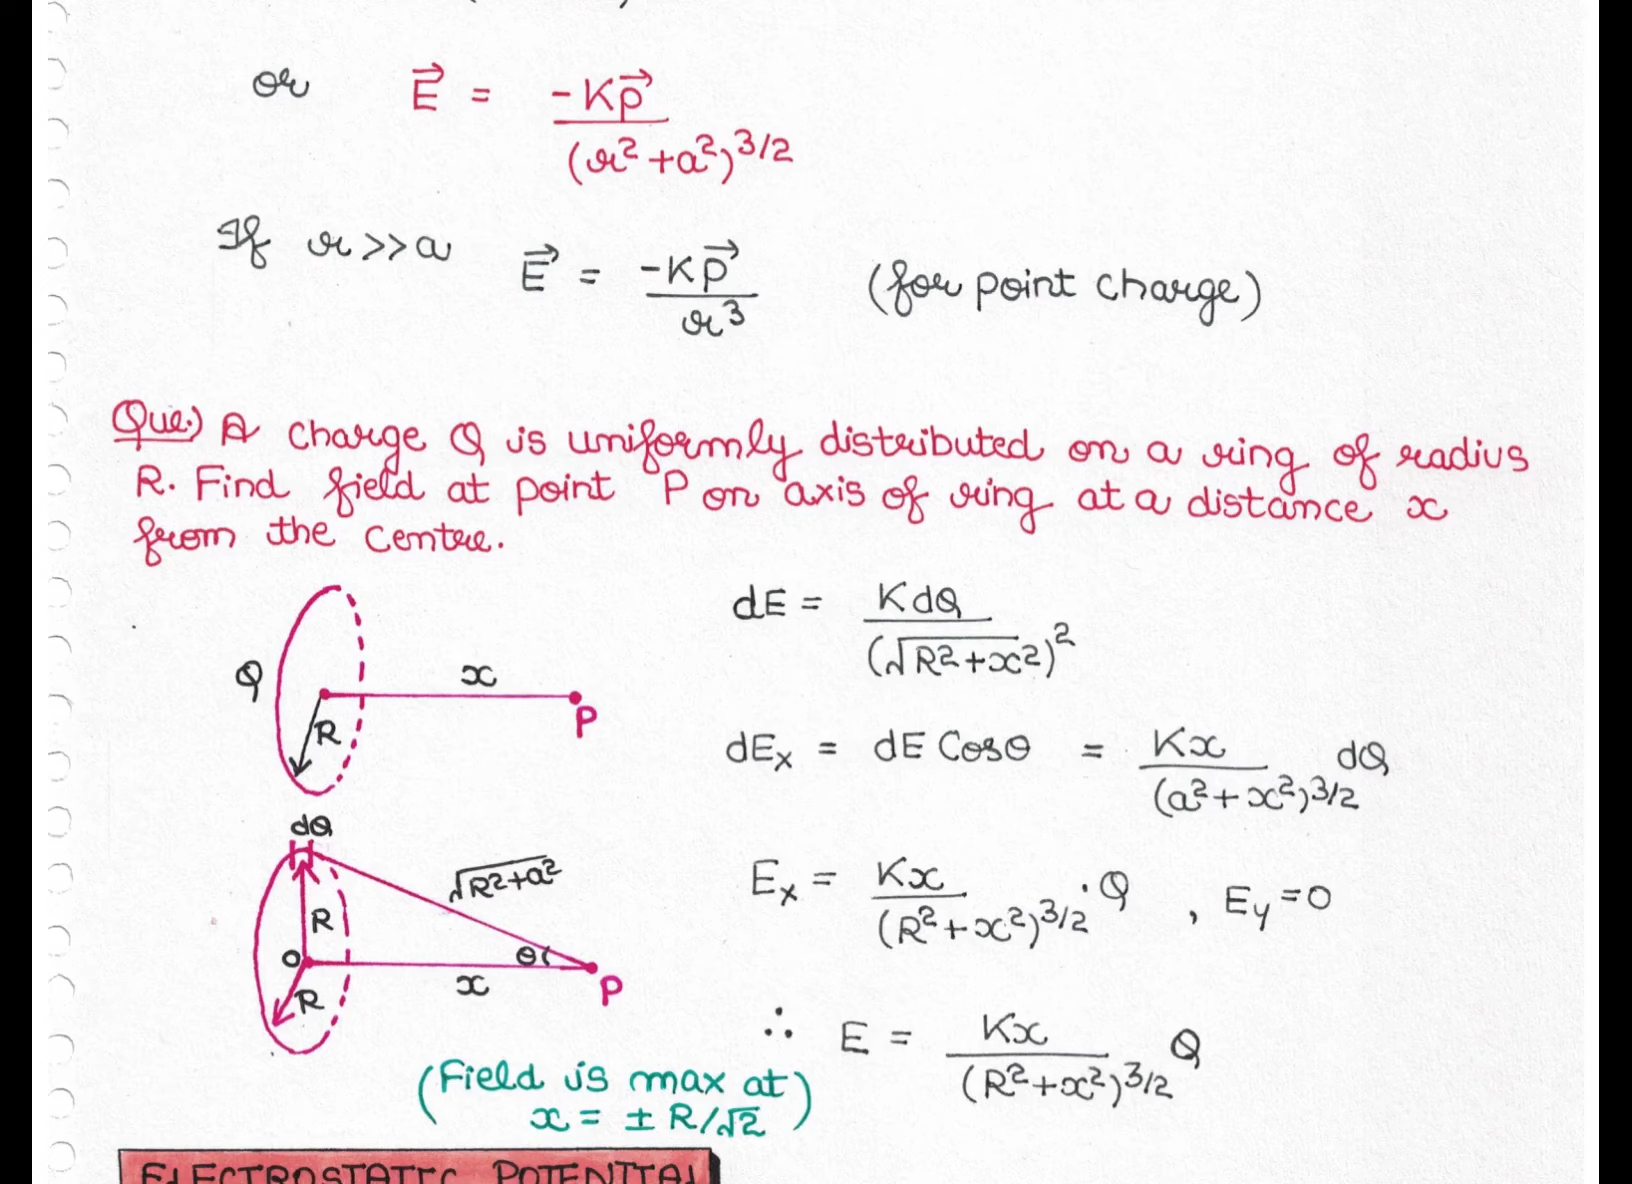 or E⃗ = -Kp⃗ / (r²+a²)^3/2
If r>>a E⃗ = -Kp⃗ / r³ (for point charge)
Que.) A charge Q is uniformly distributed on a ring of radius
R. Find field at point P on axis of ring at a distance x
from the centre.
Q
R
x
P
dE = KdQ / (√R²+x²)²
dEx = dE Cosθ = Kx / (a²+x²)^3/2 dQ
dQ
√R²+a²
R
O
θ
x
R
P
Ex = Kx / (R²+x²)^3/2 . Q , Ey=0
∴ E = Kx / (R²+x²)^3/2 Q
(Field is max at)
x = ± R/√2
ELECTROSTATIC POTENTIAL